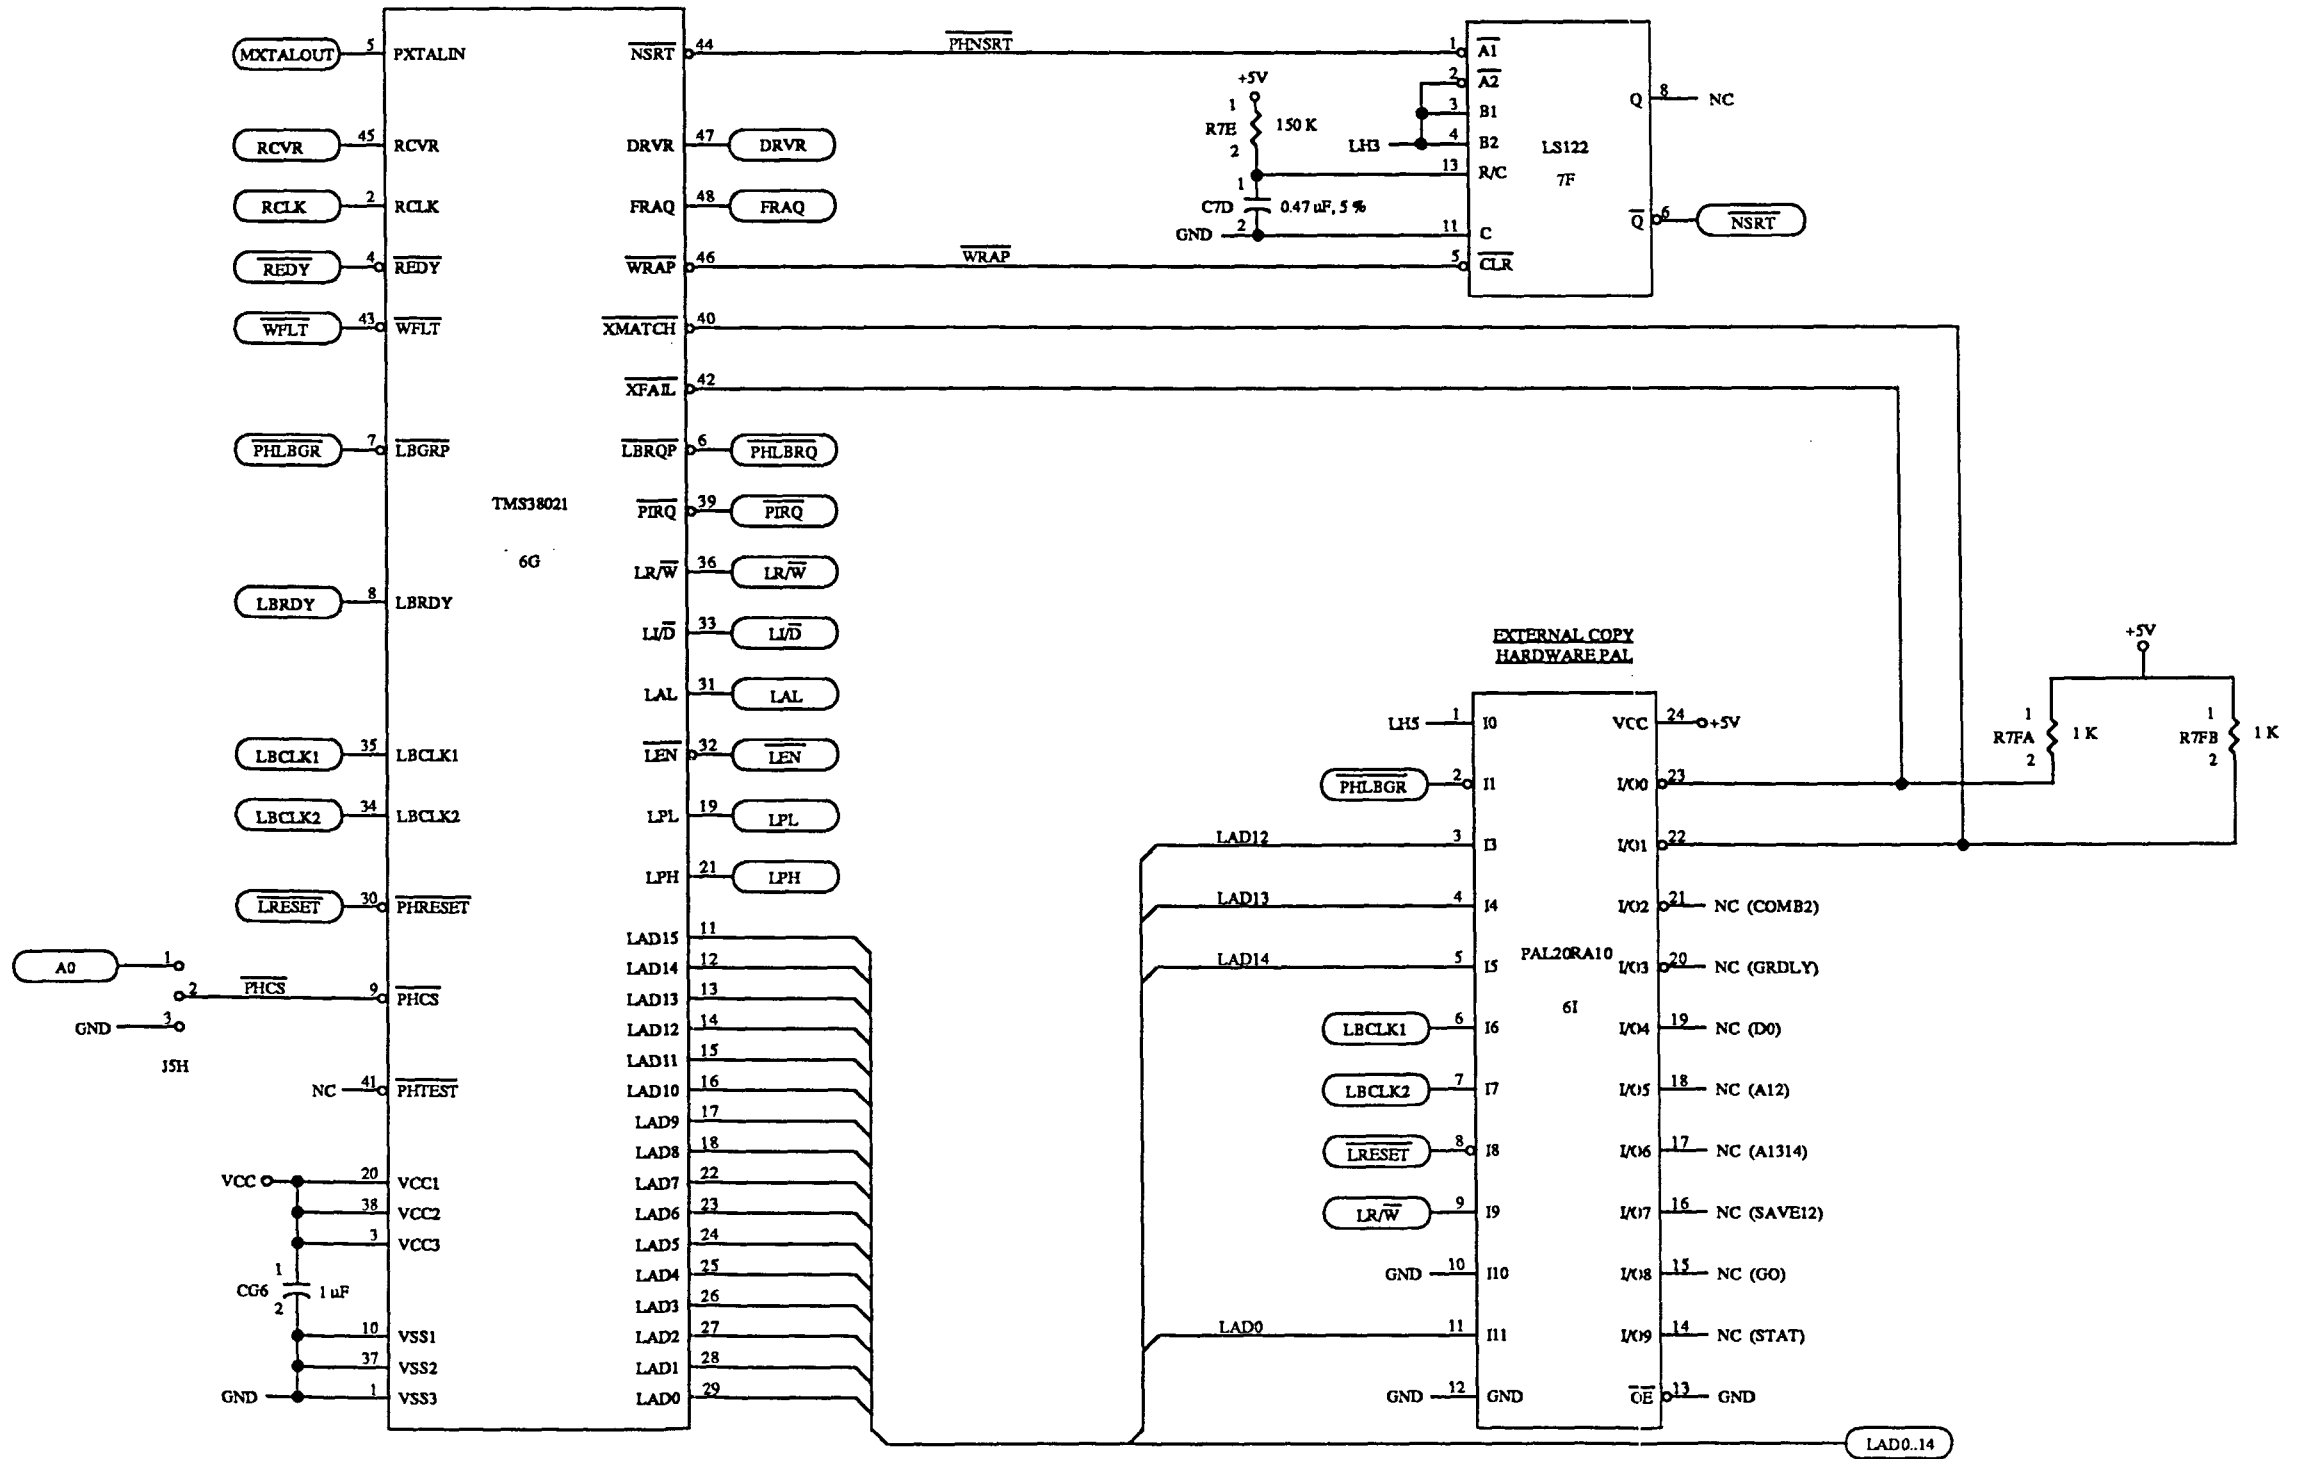 MXTALOUT 5 PXTALIN NSRT 44 PHNSRT 1 A1
+5V 2 A2
1 3 B1 Q 8 NC
R7E 150 K
2 LH3 4 B2 LS122
RCVR 45 RCVR DRVR 47 DRVR
13 R/C 7F
1
RCLK 2 RCLK FRAQ 48 FRAQ C7D 0.47 uF, 5 %
2 GND 11 C Q 6 NSRT
REDY 4 REDY WRAP 46 WRAP 5 CLR
WFLT 43 WFLT XMATCH 40
XFAIL 42
PHLBGR 7 LBGRP LBRQP 6 PHLBRQ
TMS38021
PIRQ 39 PIRQ
6G
LR/W 36 LR/W
LBRDY 8 LBRDY
LI/D 33 LI/D
EXTERNAL COPY
HARDWARE PAL
+5V
LAL 31 LAL
LH5 1 I0 VCC 24 +5V
1 R7FA 1 K 2
1 R7FB 1 K 2
LBCLK1 35 LBCLK1 LEN 32 LEN
PHLBGR 2 I1 I/O0 23
LBCLK2 34 LBCLK2 LPL 19 LPL
LAD12 3 I3 I/O1 22
LPH 21 LPH
LRESET 30 PHRESET
LAD13 4 I4 I/O2 21 NC (COMB2)
LAD15 11
PAL20RA10
A0 1
LAD14 12
LAD14 5 I5 I/O3 20 NC (GRDLY)
2 PHCS 9 PHCS LAD13 13
6I
GND 3
LAD12 14
LBCLK1 6 I6 I/O4 19 NC (D0)
J5H
LAD11 15
NC 41 PHTEST LAD10 16
LBCLK2 7 I7 I/O5 18 NC (A12)
LAD9 17
LAD8 18
LRESET 8 I8 I/O6 17 NC (A1314)
VCC 20 VCC1 LAD7 22
38 VCC2 LAD6 23
LR/W 9 I9 I/O7 16 NC (SAVE12)
3 VCC3 LAD5 24
1 CG6 1 uF 2
LAD4 25
GND 10 I10 I/O8 15 NC (GO)
LAD3 26
10 VSS1 LAD2 27
LAD0 11 I11 I/O9 14 NC (STAT)
37 VSS2 LAD1 28
GND 1 VSS3 LAD0 29
GND 12 GND OE 13 GND
LAD0..14